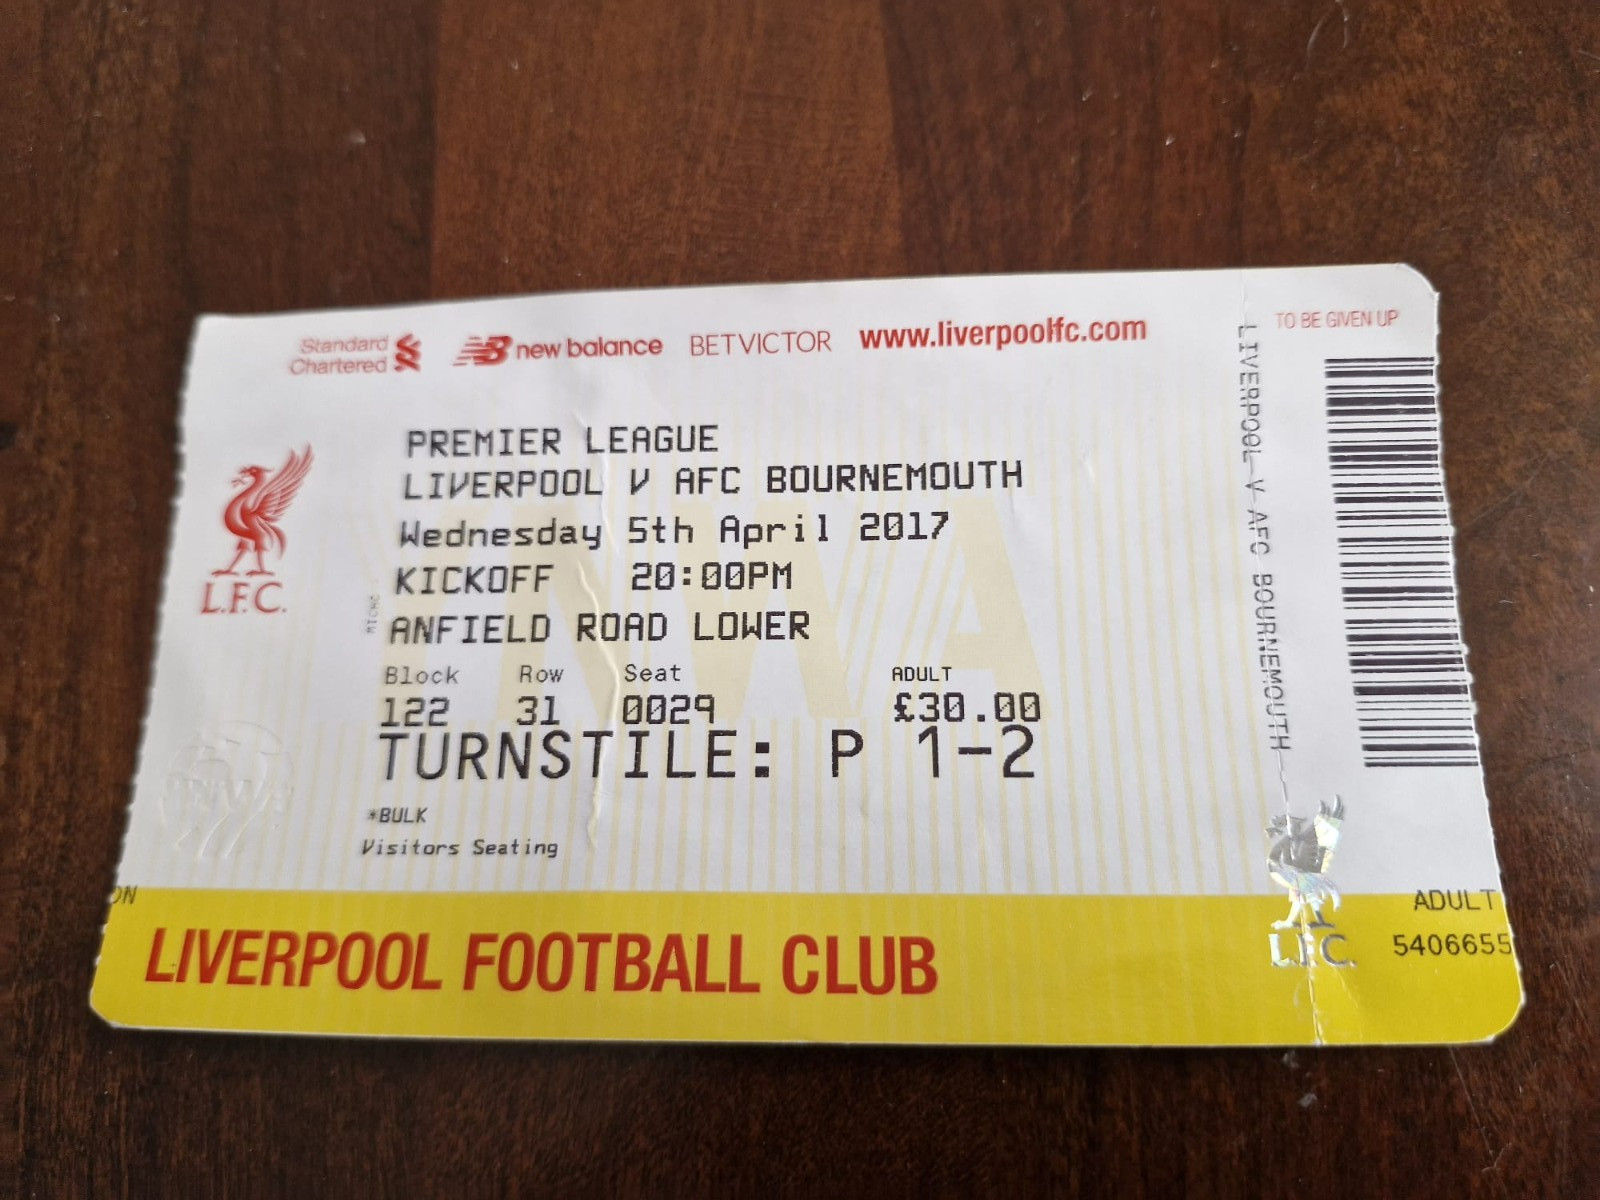 Standard Chartered new balance BETVICTOR www.liverpoolfc.com
TO BE GIVEN UP
PREMIER LEAGUE
LIVERPOOL V AFC BOURNEMOUTH
Wednesday 5th April 2017
KICKOFF 20:00PM
ANFIELD ROAD LOWER
Block Row Seat ADULT
122 31 0029 £30.00
TURNSTILE: P 1-2
*BULK
Visitors Seating
L.F.C.
LIVERPOOL FOOTBALL CLUB
LIVERPOOL V AFC BOURNEMOUTH
L.F.C.
ADULT
5406655